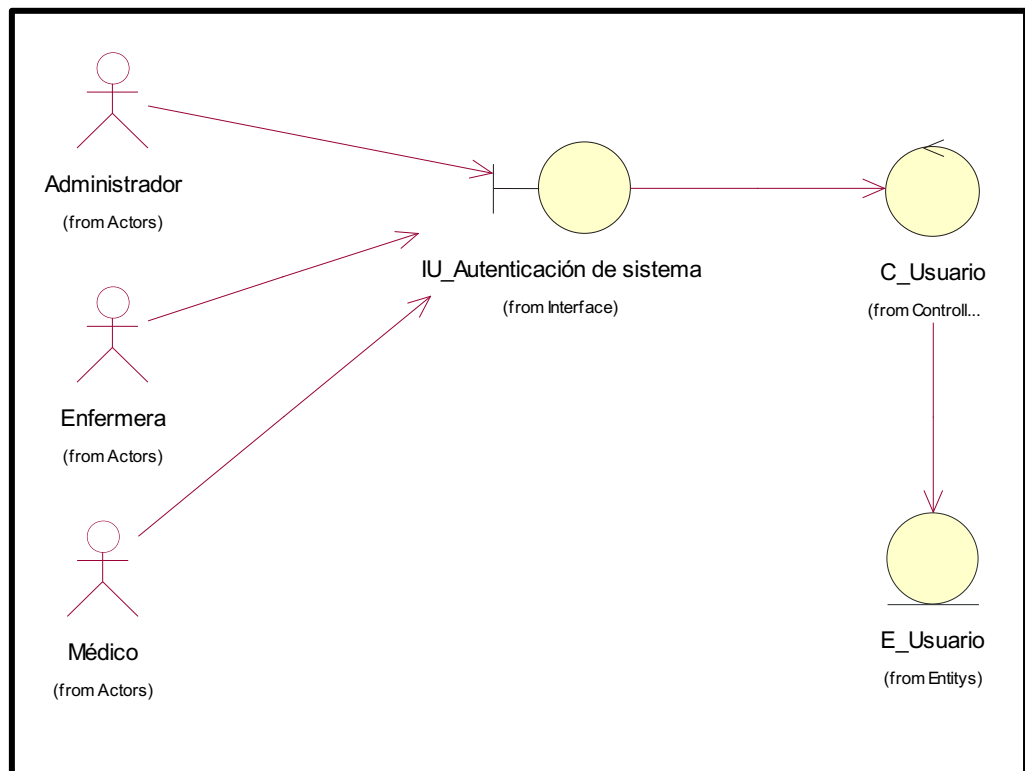 Administrador
(from Actors)
IU_Autenticación de sistema
(from Interface)
C_Usuario
(from Controll...
Enfermera
(from Actors)
Médico
(from Actors)
E_Usuario
(from Entitys)